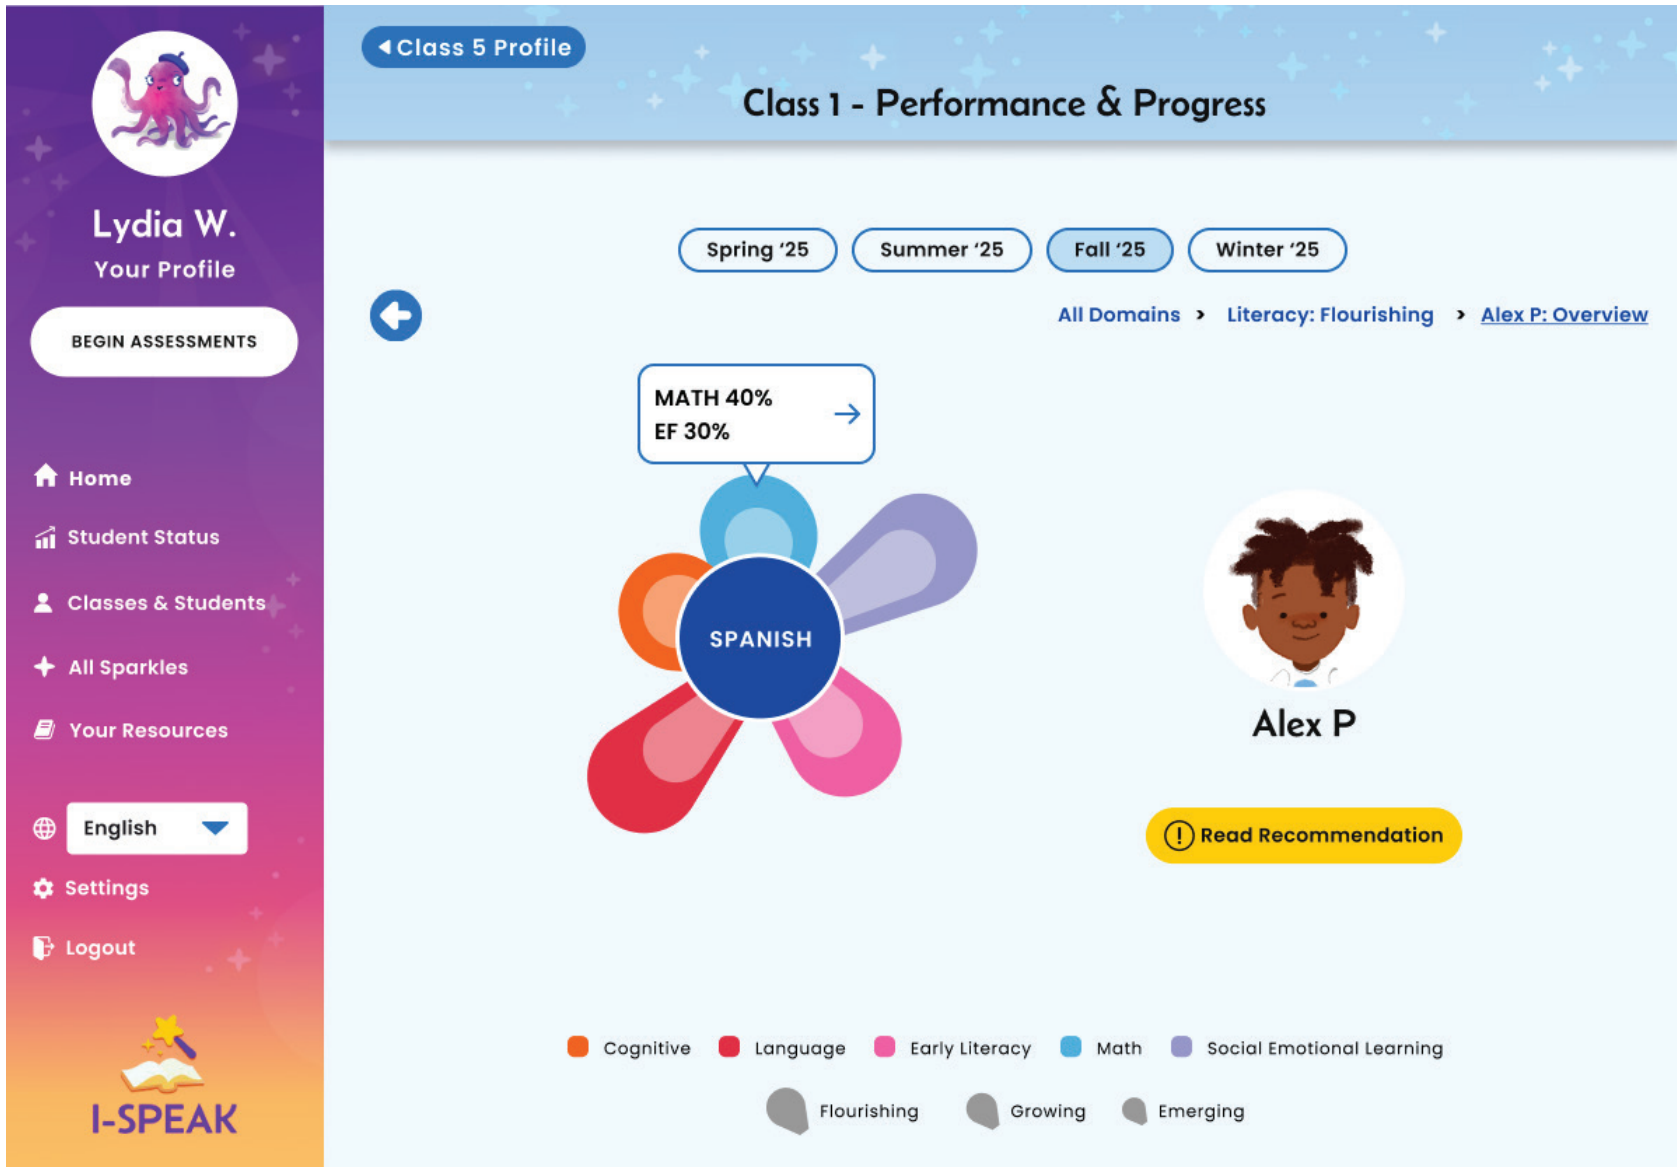 Lydia W.
Your Profile
BEGIN ASSESSMENTS
Home
Student Status
Classes & Students
All Sparkles
Your Resources
English
Settings
Logout
I-SPEAK
Class 5 Profile
Class 1 - Performance & Progress
Spring ‘25
Summer ‘25
Fall ‘25
Winter ‘25
All Domains > Literacy: Flourishing > Alex P: Overview
MATH 40%
EF 30%
SPANISH
Alex P
! Read Recommendation
Cognitive
Language
Early Literacy
Math
Social Emotional Learning
Flourishing
Growing
Emerging